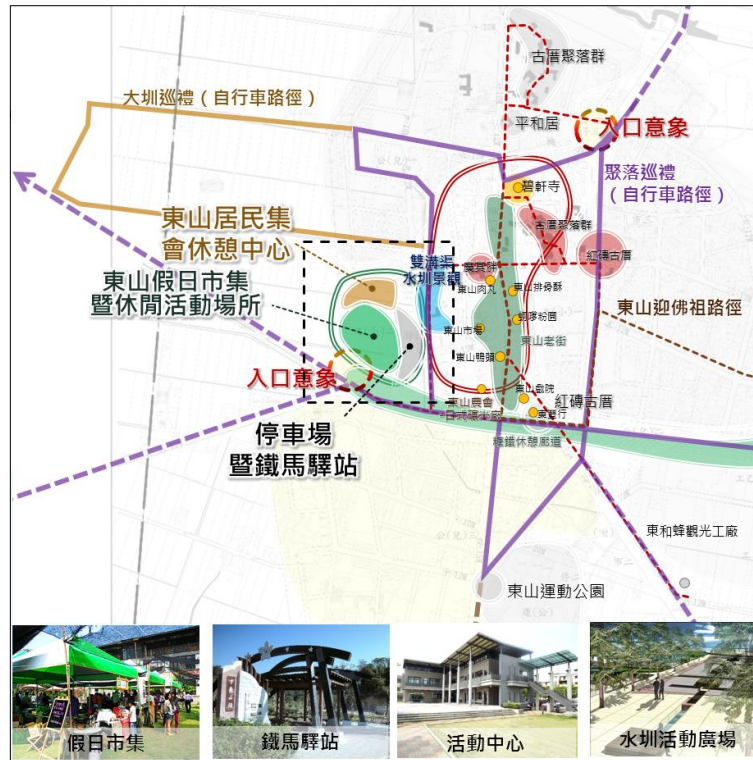 古厝聚落群
大圳巡禮（自行車路徑）
平和居
入口意象
聚落巡禮
（自行車路徑）
碧軒寺
東山居民集
會休憩中心
古厝聚落群
雙溝渠
水圳景觀
紅磚古厝
東山假日市集
暨休閒活動場所
東山肉丸
東山排骨酥
東山迎佛祖路徑
東山市場
東山老街
東山鴨頭
入口意象
東山戲院
東山農會
日式碾米廠
紅磚古厝
停車場
暨鐵馬驛站
糖鐵休憩廊道
東和蜂觀光工廠
東山運動公園
假日市集
鐵馬驛站
活動中心
水圳活動廣場